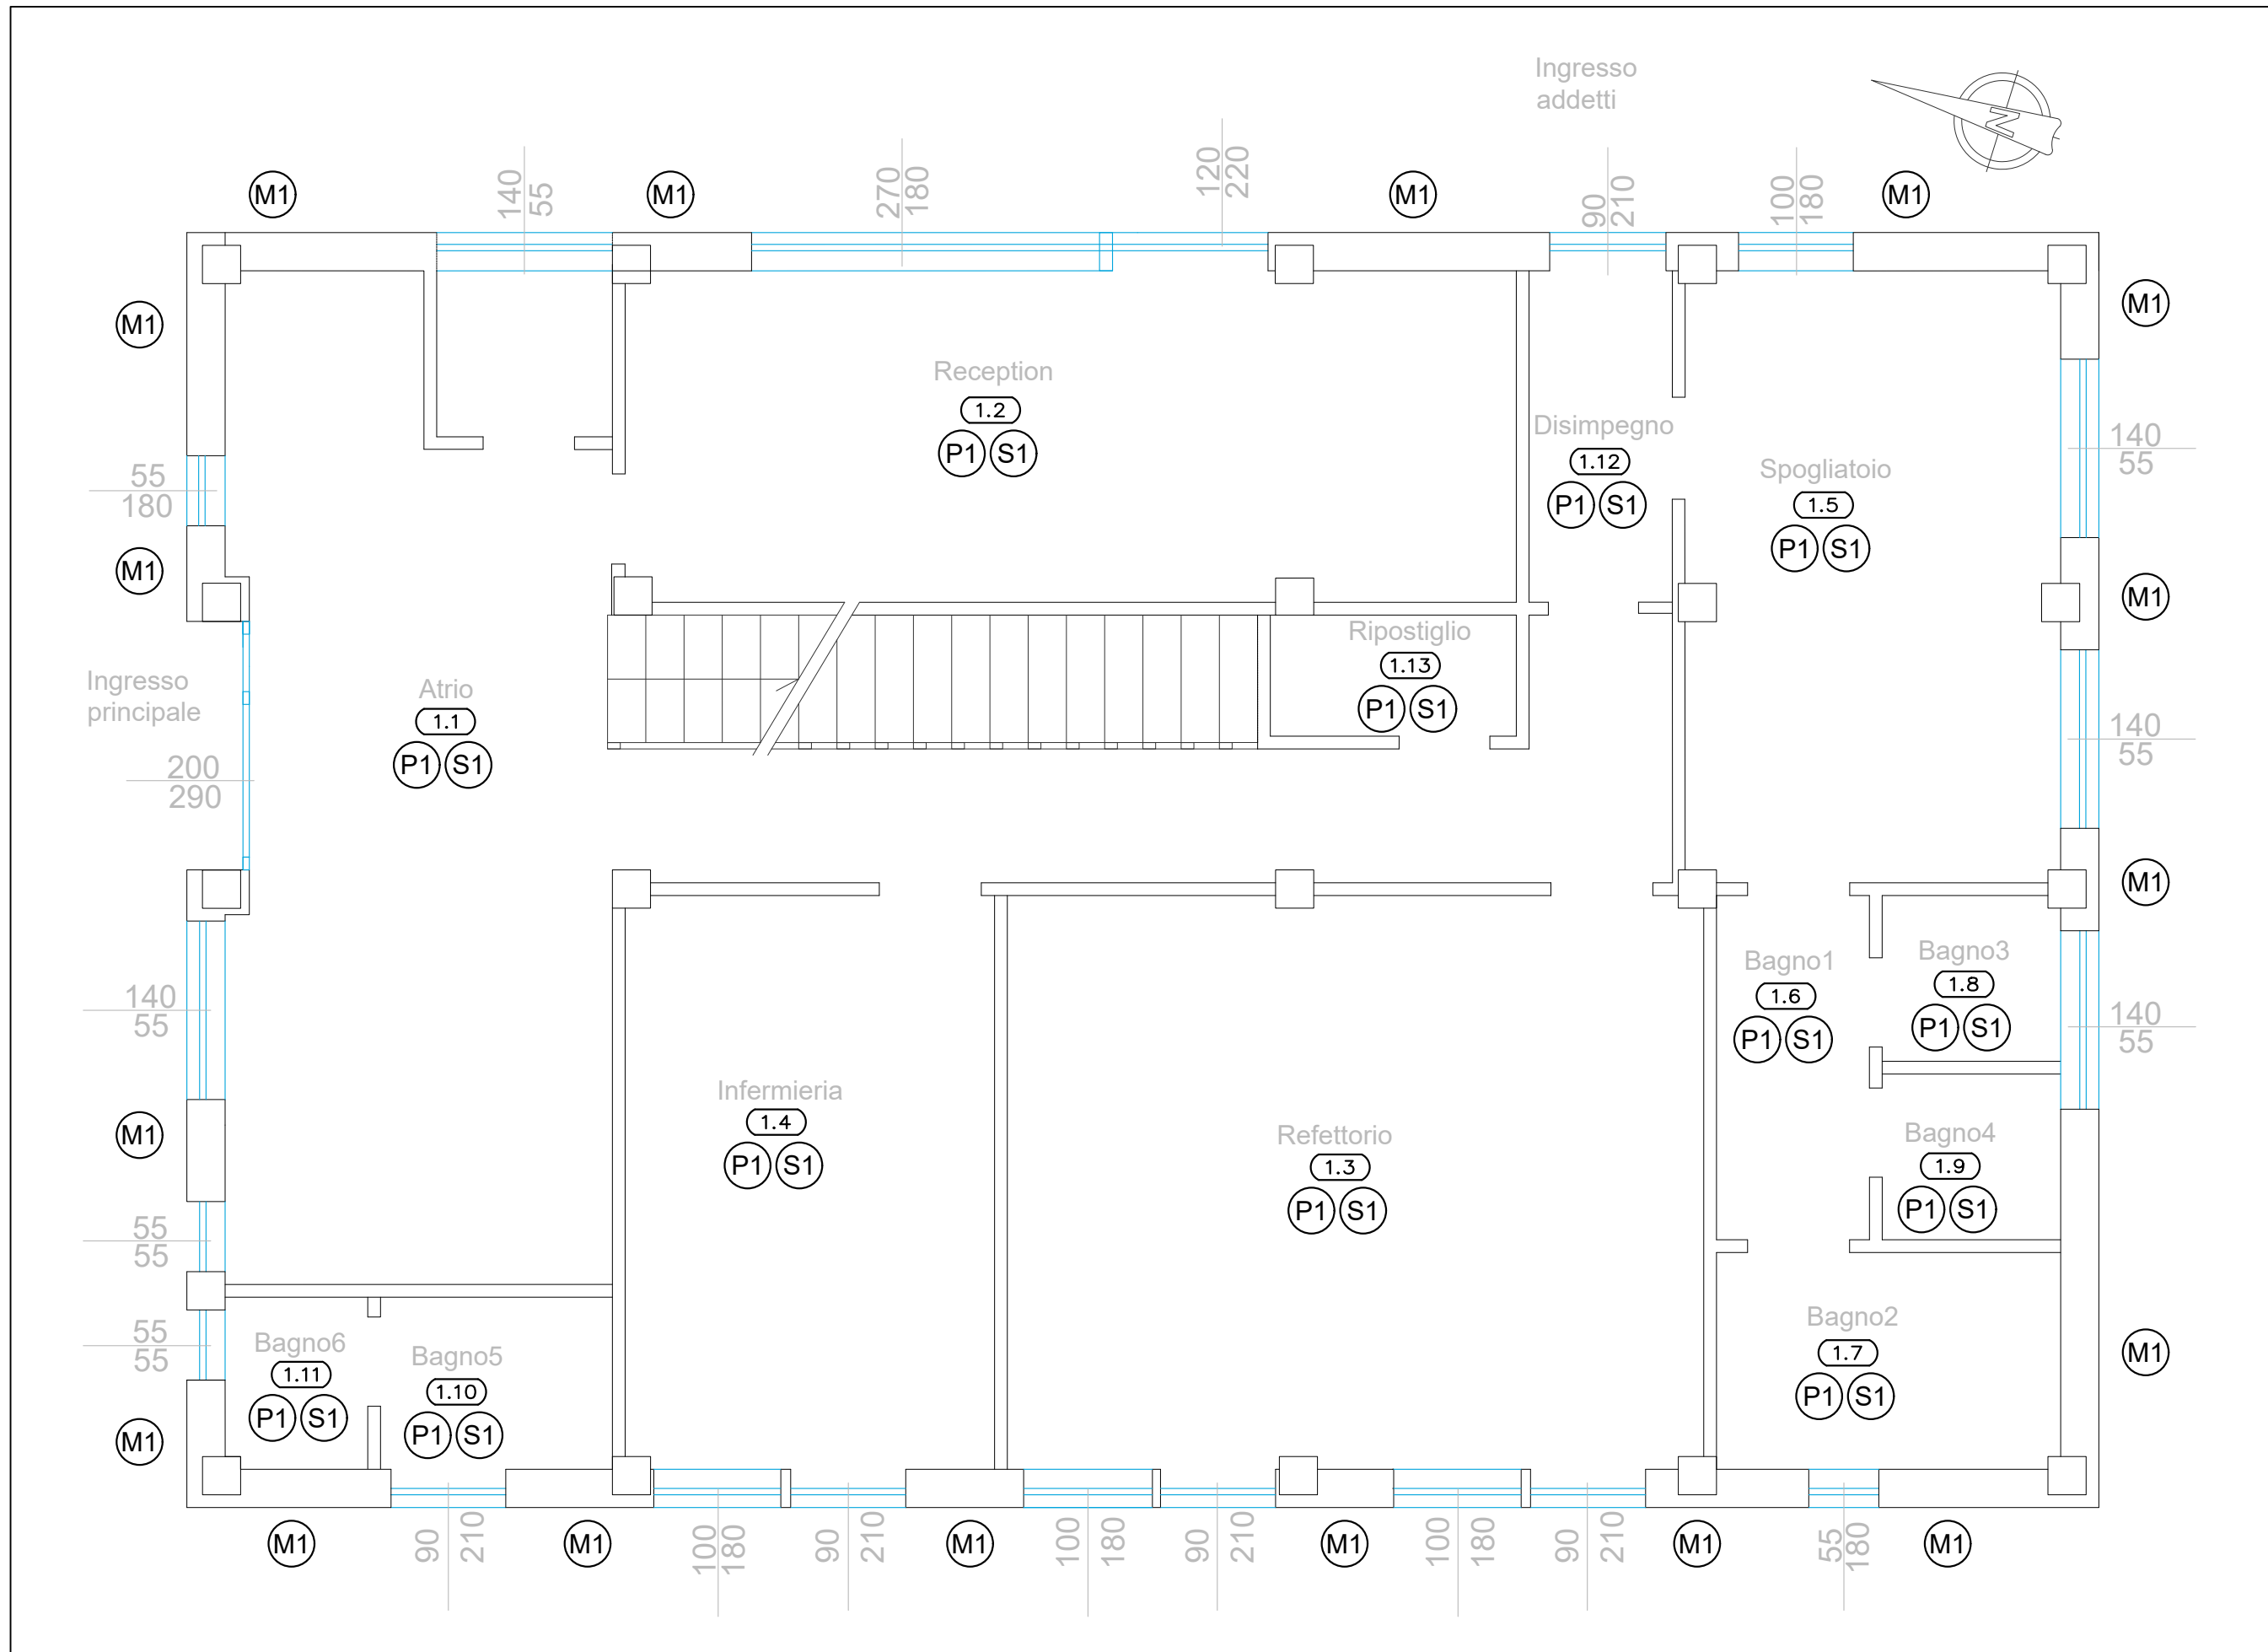 Ingresso
addetti
N
M1
140
55
M1
270
180
120
220
M1
90
210
100
180
M1
M1
M1
Reception
1.2
P1 S1
Disimpegno
1.12
P1 S1
Spogliatoio
1.5
P1 S1
140
55
55
180
M1
M1
Ripostiglio
1.13
P1 S1
Ingresso
principale
Atrio
1.1
P1 S1
200
290
140
55
M1
Bagno1
1.6
P1 S1
Bagno3
1.8
P1 S1
140
55
140
55
Infermieria
1.4
P1 S1
M1
Refettorio
1.3
P1 S1
Bagno4
1.9
P1 S1
55
55
55
55
Bagno6
1.11
P1 S1
Bagno5
1.10
P1 S1
Bagno2
1.7
P1 S1
M1
M1
M1
90
210
M1
100
180
90
210
M1
100
180
90
210
M1
100
180
90
210
M1
55
180
M1